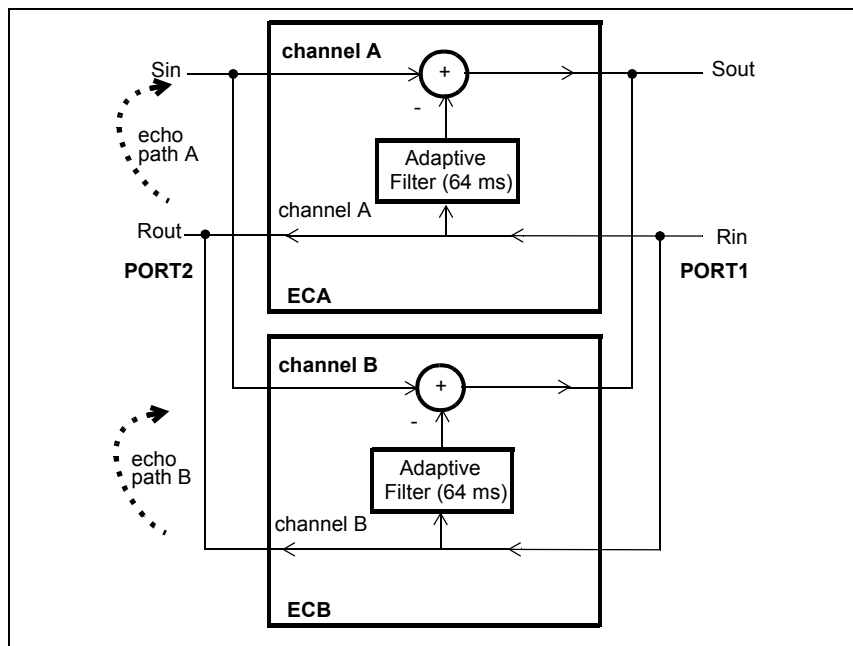 channel A
Sin
+
Sout
-
echo
path A
Adaptive
Filter (64 ms)
channel A
Rout
Rin
PORT2
PORT1
ECA
channel B
+
-
echo
path B
Adaptive
Filter (64 ms)
channel B
ECB